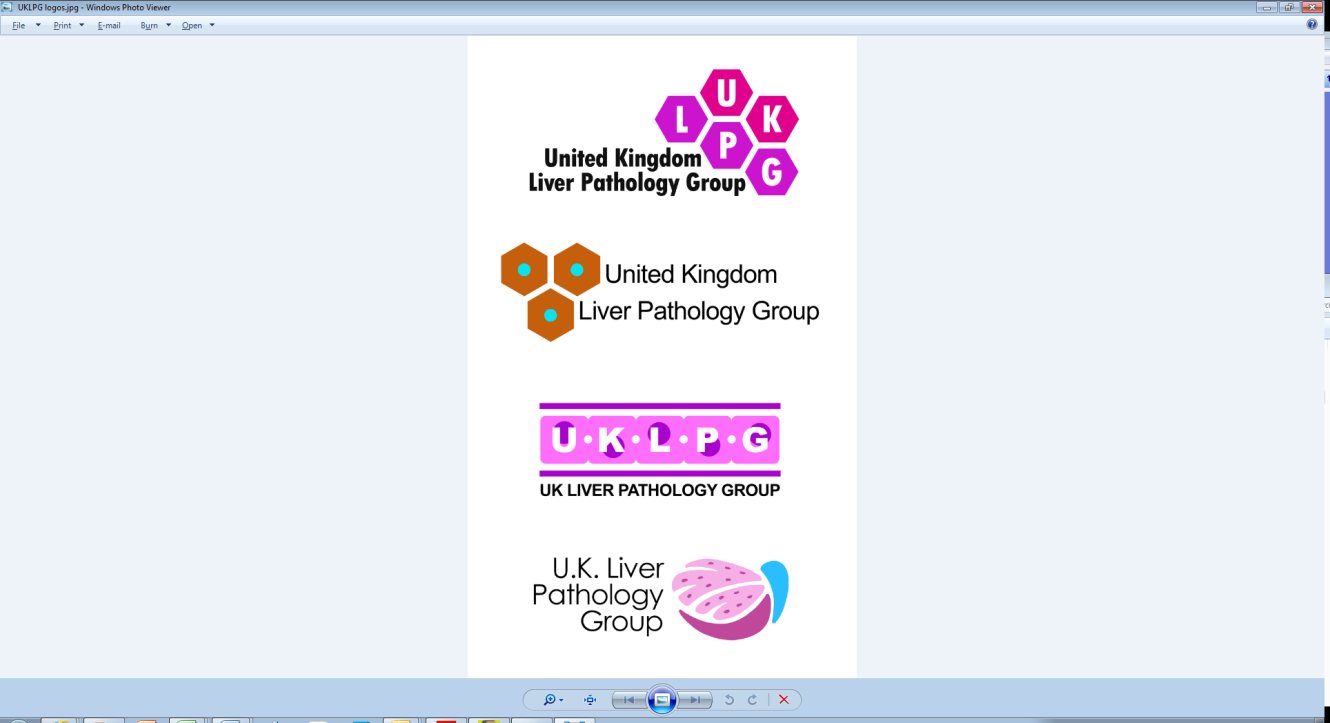 UKLPG logos.jpg - Windows Photo Viewer
File Print E-mail Burn Open
U
L K
P
G
United Kingdom
Liver Pathology Group
United Kingdom
Liver Pathology Group
U·K·L·P·G
UK LIVER PATHOLOGY GROUP
U.K. Liver
Pathology
Group